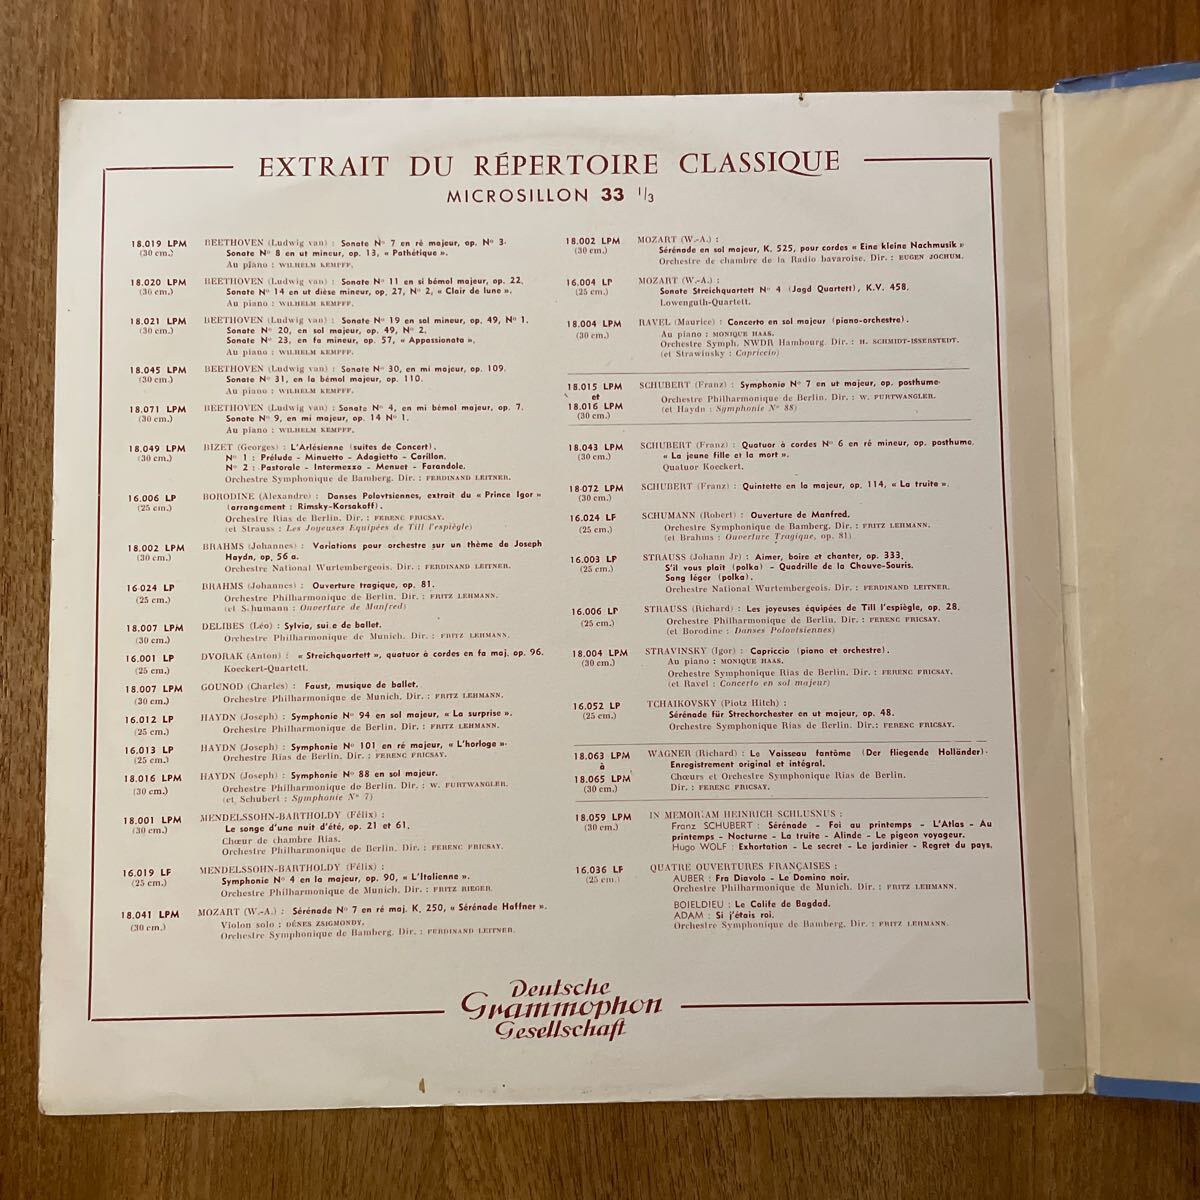 EXTRAIT DU RÉPERTOIRE CLASSIQUE
MICROSILLON 33 1/3
18.019 LPM BEETHOVEN (Ludwig van) : Sonate N° 7 en ré majeur, op. N° 3.
(30 cm.) Sonate N° 8 en ut mineur, op. 13, « Pathétique ».
Au piano : WILHELM KEMPFF.
18.020 LPM BEETHOVEN (Ludwig van) : Sonate N° 11 en si bémol majeur, op. 22.
(30 cm.) Sonate N° 14 en ut dièse mineur, op. 27, N° 2, « Clair de lune ».
Au piano : WILHELM KEMPFF.
18.021 LPM BEETHOVEN (Ludwig van) : Sonate N° 19 en sol mineur, op. 49, N° 1.
(30 cm.) Sonate N° 20, en sol majeur, op. 49, N° 2.
Sonate N° 23, en fa mineur, op. 57, « Appassionata ».
Au piano : WILHELM KEMPFF.
18.045 LPM BEETHOVEN (Ludwig van) : Sonate N° 30, en mi majeur, op. 109.
(30 cm.) Sonate N° 31, en la bémol majeur, op. 110.
Au piano : WILHELM KEMPFF.
18.071 LPM BEETHOVEN (Ludwig van) : Sonate N° 4, en mi bémol majeur, op. 7.
(30 cm.) Sonate N° 9, en mi majeur, op. 14 N° 1.
Au piano : WILHELM KEMPFF.
18.049 LPM BIZET (Georges) : L'Arlésienne (suites de Concert).
(30 cm.) N° 1 : Prélude - Minuetto - Adagietto - Carillon.
N° 2 : Pastorale - Intermezzo - Menuet - Farandole.
Orchestre Symphonique de Bamberg. Dir. : FERDINAND LEITNER.
16.006 LP BORODINE (Alexandre) : Danses Polovtsiennes, extrait du « Prince Igor »
(25 cm.) (arrangement : Rimsky-Korsakoff).
Orchestre Rias de Berlin. Dir. : FERENC FRICSAY.
(et Strauss : Les Joyeuses Equipées de Till l'espiègle)
18.002 LPM BRAHMS (Johannes) : Variations pour orchestre sur un thème de Joseph
(30 cm.) Haydn, op. 56 a.
Orchestre National Wurtembergeois. Dir. : FERDINAND LEITNER.
16.024 LP BRAHMS (Johannes) : Ouverture tragique, op. 81.
(25 cm.) Orchestre Philharmonique de Berlin. Dir. : FRITZ LEHMANN.
(et Schumann : Ouverture de Manfred)
18.007 LPM DELIBES (Léo) : Sylvia, suite de ballet.
(30 cm.) Orchestre Philharmonique de Munich. Dir. : FRITZ LEHMANN.
16.001 LP DVORAK (Anton) : « Streichquartett », quatuor à cordes en fa maj. op. 96.
(25 cm.) Koeckert-Quartett.
18.007 LPM GOUNOD (Charles) : Faust, musique de ballet.
(30 cm.) Orchestre Philharmonique de Munich. Dir. : FRITZ LEHMANN.
16.012 LP HAYDN (Joseph) : Symphonie N° 94 en sol majeur, « La surprise ».
(25 cm.) Orchestre Philharmonique de Berlin. Dir. : FRITZ LEHMANN.
16.013 LP HAYDN (Joseph) : Symphonie N° 101 en ré majeur, « L'horloge ».
(25 cm.) Orchestre Rias de Berlin. Dir. : FERENC FRICSAY.
18.016 LPM HAYDN (Joseph) : Symphonie N° 88 en sol majeur.
(30 cm.) Orchestre Philharmonique de Berlin. Dir. : W. FURTWANGLER.
(et Schubert : Symphonie N° 7)
18.001 LPM MENDELSSOHN-BARTHOLDY (Félix) :
(30 cm.) Le songe d'une nuit d'été, op. 21 et 61.
Chœur de chambre Rias.
Orchestre Philharmonique de Berlin. Dir. : FERENC FRICSAY.
16.019 LP MENDELSSOHN-BARTHOLDY (Félix) :
(25 cm.) Symphonie N° 4 en la majeur, op. 90, « L'Italienne ».
Orchestre Philharmonique de Munich. Dir. : FRITZ RIEGER.
18.041 LPM MOZART (W.-A.) : Sérénade N° 7 en ré maj. K. 250, « Sérénade Haffner ».
(30 cm.) Violon solo : DÉNES ZSIGMONDY.
Orchestre Symphonique de Bamberg. Dir. : FERDINAND LEITNER.
18.002 LPM MOZART (W.-A.) :
(30 cm.) Sérénade en sol majeur, K. 525, pour cordes « Eine kleine Nachmusik »
Orchestre de chambre de la Radio bavaroise. Dir. : EUGEN JOCHUM.
16.004 LP MOZART (W.-A.) :
(25 cm.) Sonate Streichquartett N° 4 (Jagd Quartett), K.V. 458.
Lowenguth-Quartett.
18.004 LPM RAVEL (Maurice) : Concerto en sol majeur (piano-orchestre).
(30 cm.) Au piano : MONIQUE HAAS.
Orchestre Symph. NWDR Hambourg. Dir. : H. SCHMIDT-ISSERSTEDT.
(et Strawinsky : Capriccio)
18.015 LPM SCHUBERT (Franz) : Symphonie N° 7 en ut majeur, op. posthume.
et Orchestre Philharmonique de Berlin. Dir. : W. FURTWANGLER.
18.016 LPM (et Haydn : Symphonie N° 88)
(30 cm.)
18.043 LPM SCHUBERT (Franz) : Quatuor à cordes N° 6 en ré mineur, op. posthume.
(30 cm.) « La jeune fille et la mort ».
Quatuor Koeckert.
18.072 LPM SCHUBERT (Franz) : Quintette en la majeur, op. 114, « La truite ».
(30 cm.)
16.024 LP SCHUMANN (Robert) : Ouverture de Manfred.
(25 cm.) Orchestre Symphonique de Bamberg. Dir. : FRITZ LEHMANN.
(et Brahms : Ouverture Tragique, op. 81)
16.003 LP STRAUSS (Johann Jr) : Aimer, boire et chanter, op. 333.
(25 cm.) S'il vous plaît (polka) - Quadrille de la Chauve-Souris.
Sang léger (polka).
Orchestre National Wurtembergeois. Dir. : FERDINAND LEITNER.
16.006 LP STRAUSS (Richard) : Les joyeuses équipées de Till l'espiègle, op. 28.
(25 cm.) Orchestre Philharmonique de Berlin. Dir. : FERENC FRICSAY.
(et Borodine : Danses Polovtsiennes)
18.004 LPM STRAVINSKY (Igor) : Capriccio (piano et orchestre).
(30 cm.) Au piano : MONIQUE HAAS.
Orchestre Symphonique Rias de Berlin. Dir. : FERENC FRICSAY.
(et Ravel : Concerto en sol majeur)
16.052 LP TCHAIKOVSKY (Piotz Hitch) :
(25 cm.) Sérénade für Strechorchester en ut majeur, op. 48.
Orchestre Symphonique Rias de Berlin. Dir.: FERENC FRICSAY.
18.063 LPM WAGNER (Richard) : Le Vaisseau fantôme (Der fliegende Holländer).
à Enregistrement original et intégral.
18.065 LPM Chœurs et Orchestre Symphonique Rias de Berlin.
(30 cm.) Dir. : FERENC FRICSAY.
18.059 LPM IN MEMORIAM HEINRICH SCHLUSNUS :
(30 cm.) Franz SCHUBERT : Sérénade - Foi au printemps - L'Atlas - Au
printemps - Nocturne - La truite - Alinde - Le pigeon voyageur.
Hugo WOLF : Exhortation - Le secret - Le jardinier - Regret du pays.
16.036 LP QUATRE OUVERTURES FRANÇAISES :
(25 cm.) AUBER : Fra Diavolo - Le Domino noir.
Orchestre Philharmonique de Munich. Dir. : FRITZ LEHMANN.
BOIELDIEU : Le Calife de Bagdad.
ADAM : Si j'étais roi.
Orchestre Symphonique de Bamberg. Dir. : FRITZ LEHMANN.
Deutsche
Grammophon
Gesellschaft